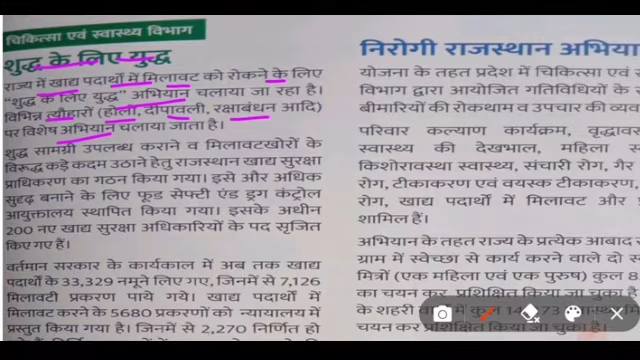 चिकित्सा एवं स्वास्थ्य विभाग
शुद्ध के लिए युद्ध
राज्य में खाद्य पदार्थों में मिलावट को रोकने के लिए
"शुद्ध के लिए युद्ध" अभियान चलाया जा रहा है।
विभिन्न त्यौहारों (होली, दीपावली, रक्षाबंधन आदि)
पर विशेष अभियान चलाया जाता है।
शुद्ध सामग्री उपलब्ध कराने व मिलावटखोरों के
विरूद्ध कड़े कदम उठाने हेतु राजस्थान खाद्य सुरक्षा
प्राधिकरण का गठन किया गया। इसे और अधिक
सुदृढ़ बनाने के लिए फूड सेफ्टी एंड ड्रग कंट्रोल
आयुक्तालय स्थापित किया गया। इसके अधीन
200 नए खाद्य सुरक्षा अधिकारियों के पद सृजित
किए गए हैं।
वर्तमान सरकार के कार्यकाल में अब तक खाद्य
पदार्थों के 33,329 नमूने लिए गए, जिनमें से 7,126
मिलावटी प्रकरण पाये गये। खाद्य पदार्थों में
मिलावट करने के 5680 प्रकरणों को न्यायालय में
प्रस्तुत किया गया है। जिनमें से 2,270 निर्णित हो
निरोगी राजस्थान अभिया
योजना के तहत प्रदेश में चिकित्सा एवं
विभाग द्वारा आयोजित गतिविधियों के
बीमारियों की रोकथाम व उपचार की व्य
परिवार कल्याण कार्यक्रम, वृद्धाव
स्वास्थ्य की देखभाल, महिला
किशोरावस्था स्वास्थ्य, संचारी रोग, गैर
रोग, टीकाकरण एवं वयस्क टीकाकरण,
रोग, खाद्य पदार्थों में मिलावट और
शामिल हैं।
अभियान के तहत राज्य के प्रत्येक आबाद
ग्राम में स्वेच्छा से कार्य करने वाले दो
मित्रों (एक महिला एवं एक पुरूष) कुल 8
का चयन कर प्रशिक्षित किया जा चुका है
के शहरी में कुल
चयन कर प्रशिक्षित किया जा चुका है।